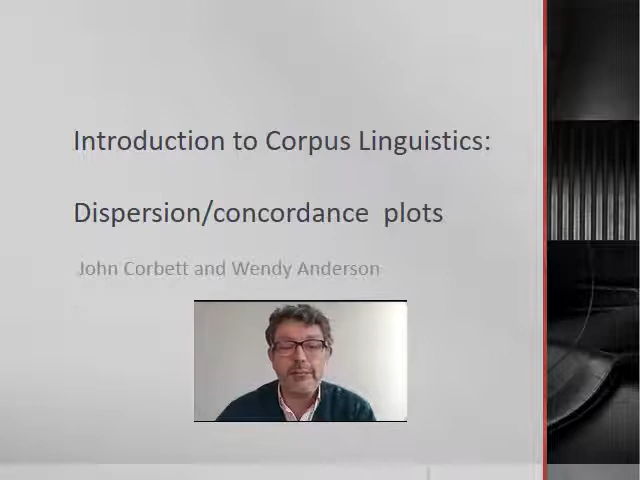 Introduction to Corpus Linguistics:
Dispersion/concordance plots
John Corbett and Wendy Anderson